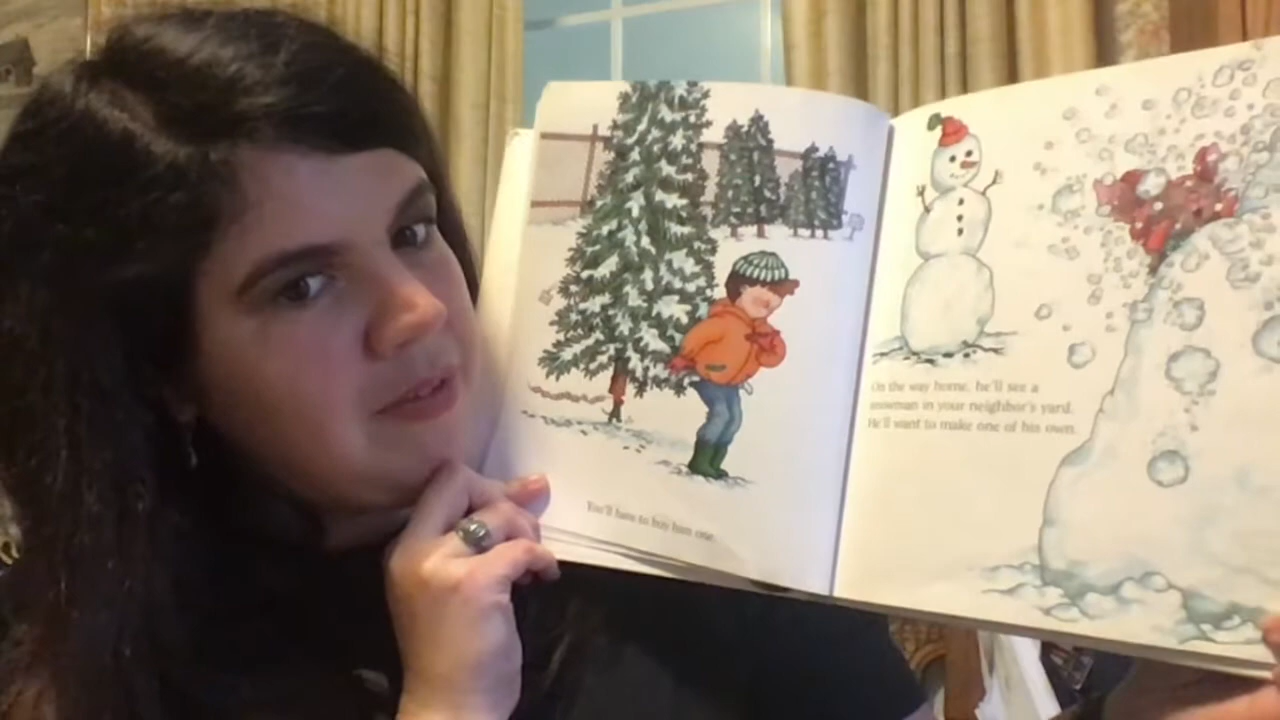 You'll have to buy him one.
On the way home, he'll see a
snowman in your neighbor's yard.
He'll want to make one of his own.